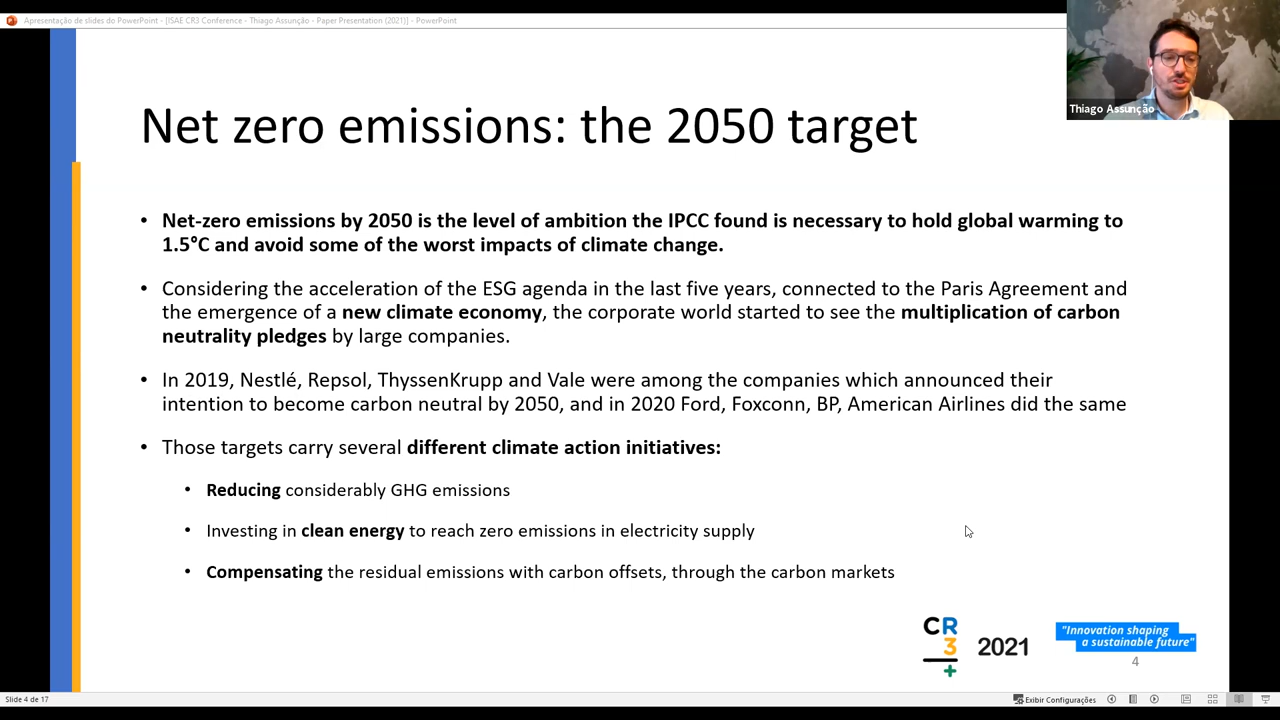 Apresentação de slides do PowerPoint - [ISAE CR3 Conference - Thiago Assunção - Paper Presentation (2021)] - PowerPoint
Thiago Assunção
Net zero emissions: the 2050 target
• Net-zero emissions by 2050 is the level of ambition the IPCC found is necessary to hold global warming to
1.5°C and avoid some of the worst impacts of climate change.
• Considering the acceleration of the ESG agenda in the last five years, connected to the Paris Agreement and
the emergence of a new climate economy, the corporate world started to see the multiplication of carbon
neutrality pledges by large companies.
• In 2019, Nestlé, Repsol, ThyssenKrupp and Vale were among the companies which announced their
intention to become carbon neutral by 2050, and in 2020 Ford, Foxconn, BP, American Airlines did the same
• Those targets carry several different climate action initiatives:
• Reducing considerably GHG emissions
• Investing in clean energy to reach zero emissions in electricity supply
• Compensating the residual emissions with carbon offsets, through the carbon markets
CR
3
+
2021
"Innovation shaping
a sustainable future"
4
Slide 4 de 17
Exibir Configurações